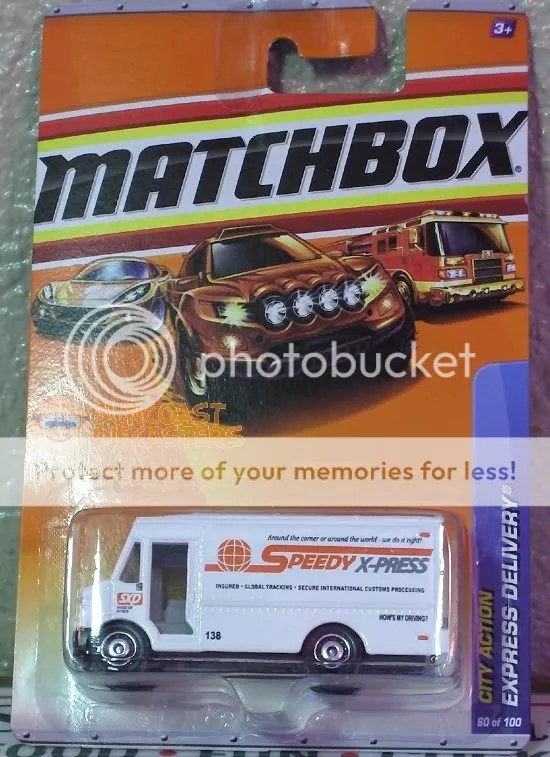 3+
MATCHBOX
photobucket
Protect more of your memories for less!
Around the corner or around the world - we do it right!
SPEEDY X-PRESS
INSURED • GLOBAL TRACKING • SECURE INTERNATIONAL CUSTOMS PROCESSING
SXP
HOW'S MY DRIVING?
138
CITY ACTION
EXPRESS DELIVERY®
60 of 100